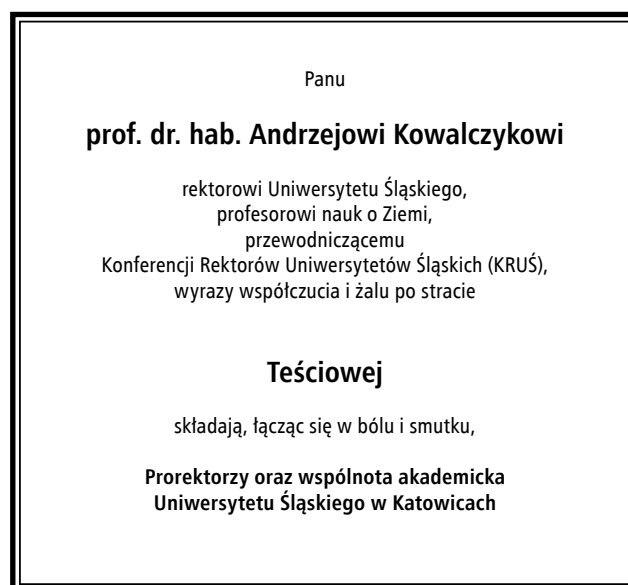 Panu
prof. dr. hab. Andrzejowi Kowalczykowi
rektorowi Uniwersytetu Śląskiego,
profesorowi nauk o Ziemi,
przewodniczącemu
Konferencji Rektorów Uniwersytetów Śląskich (KRUŚ),
wyrazy współczucia i żalu po stracie
Teściowej
składają, łącząc się w bólu i smutku,
Prorektorzy oraz wspólnota akademicka
Uniwersytetu Śląskiego w Katowicach